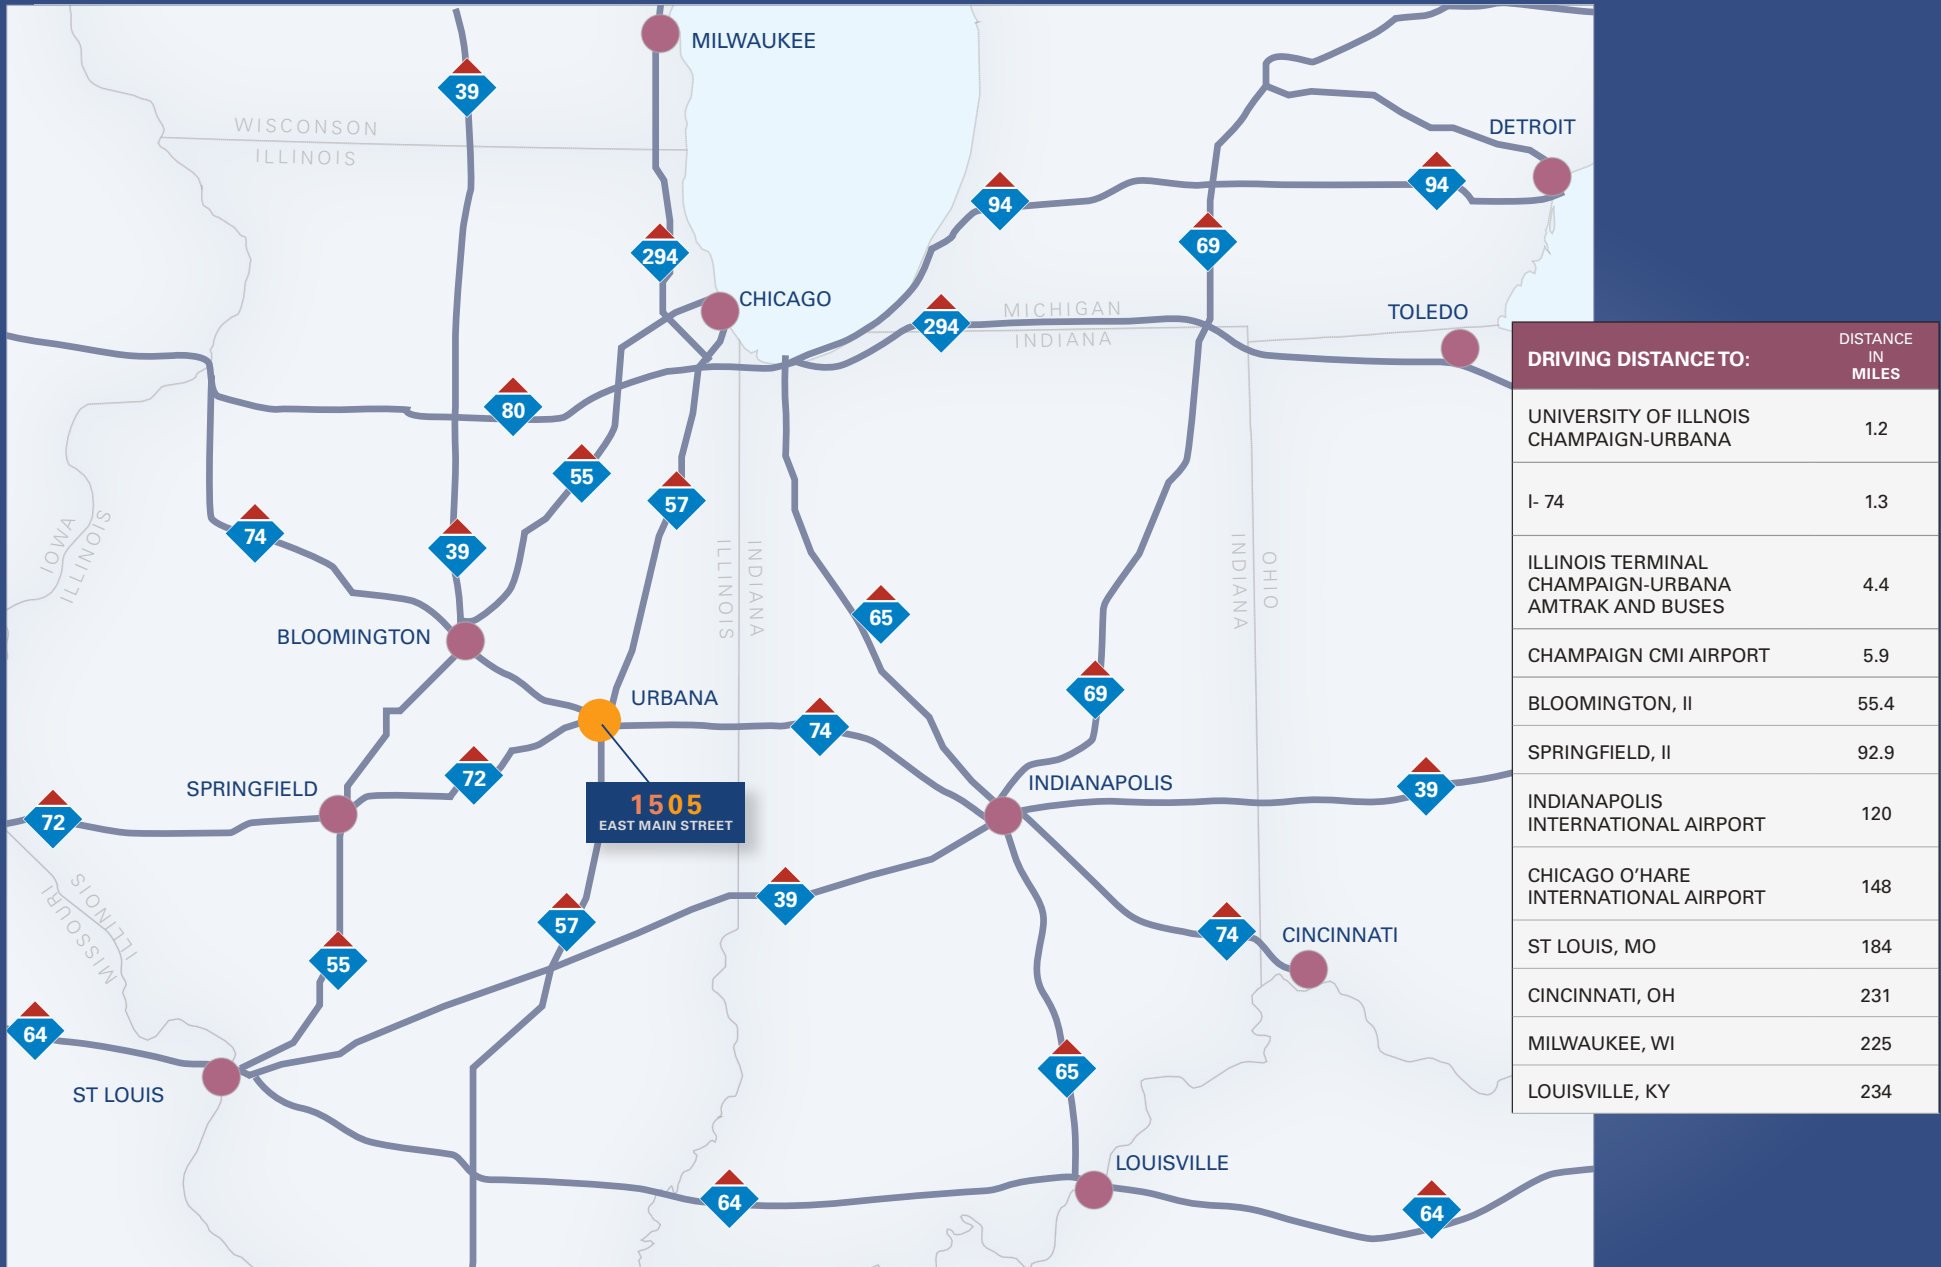 MILWAUKEE
39
WISCONSON
ILLINOIS
DETROIT
94
94
69
294
CHICAGO
MICHIGAN
294
INDIANA
TOLEDO
80
55
57
74
39
IOWA
ILLINOIS
ILLINOIS
INDIANA
INDIANA
OHIO
65
BLOOMINGTON
69
URBANA
74
72
SPRINGFIELD
72
1505
EAST MAIN STREET
INDIANAPOLIS
39
39
57
74
CINCINNATI
ILLINOIS
MISSOURI
55
64
ST LOUIS
65
LOUISVILLE
64
64
DRIVING DISTANCE TO:
DISTANCE
IN
MILES
UNIVERSITY OF ILLNOIS
CHAMPAIGN-URBANA
1.2
I- 74
1.3
ILLINOIS TERMINAL
CHAMPAIGN-URBANA
AMTRAK AND BUSES
4.4
CHAMPAIGN CMI AIRPORT
5.9
BLOOMINGTON, Il
55.4
SPRINGFIELD, Il
92.9
INDIANAPOLIS
INTERNATIONAL AIRPORT
120
CHICAGO O’HARE
INTERNATIONAL AIRPORT
148
ST LOUIS, MO
184
CINCINNATI, OH
231
MILWAUKEE, WI
225
LOUISVILLE, KY
234